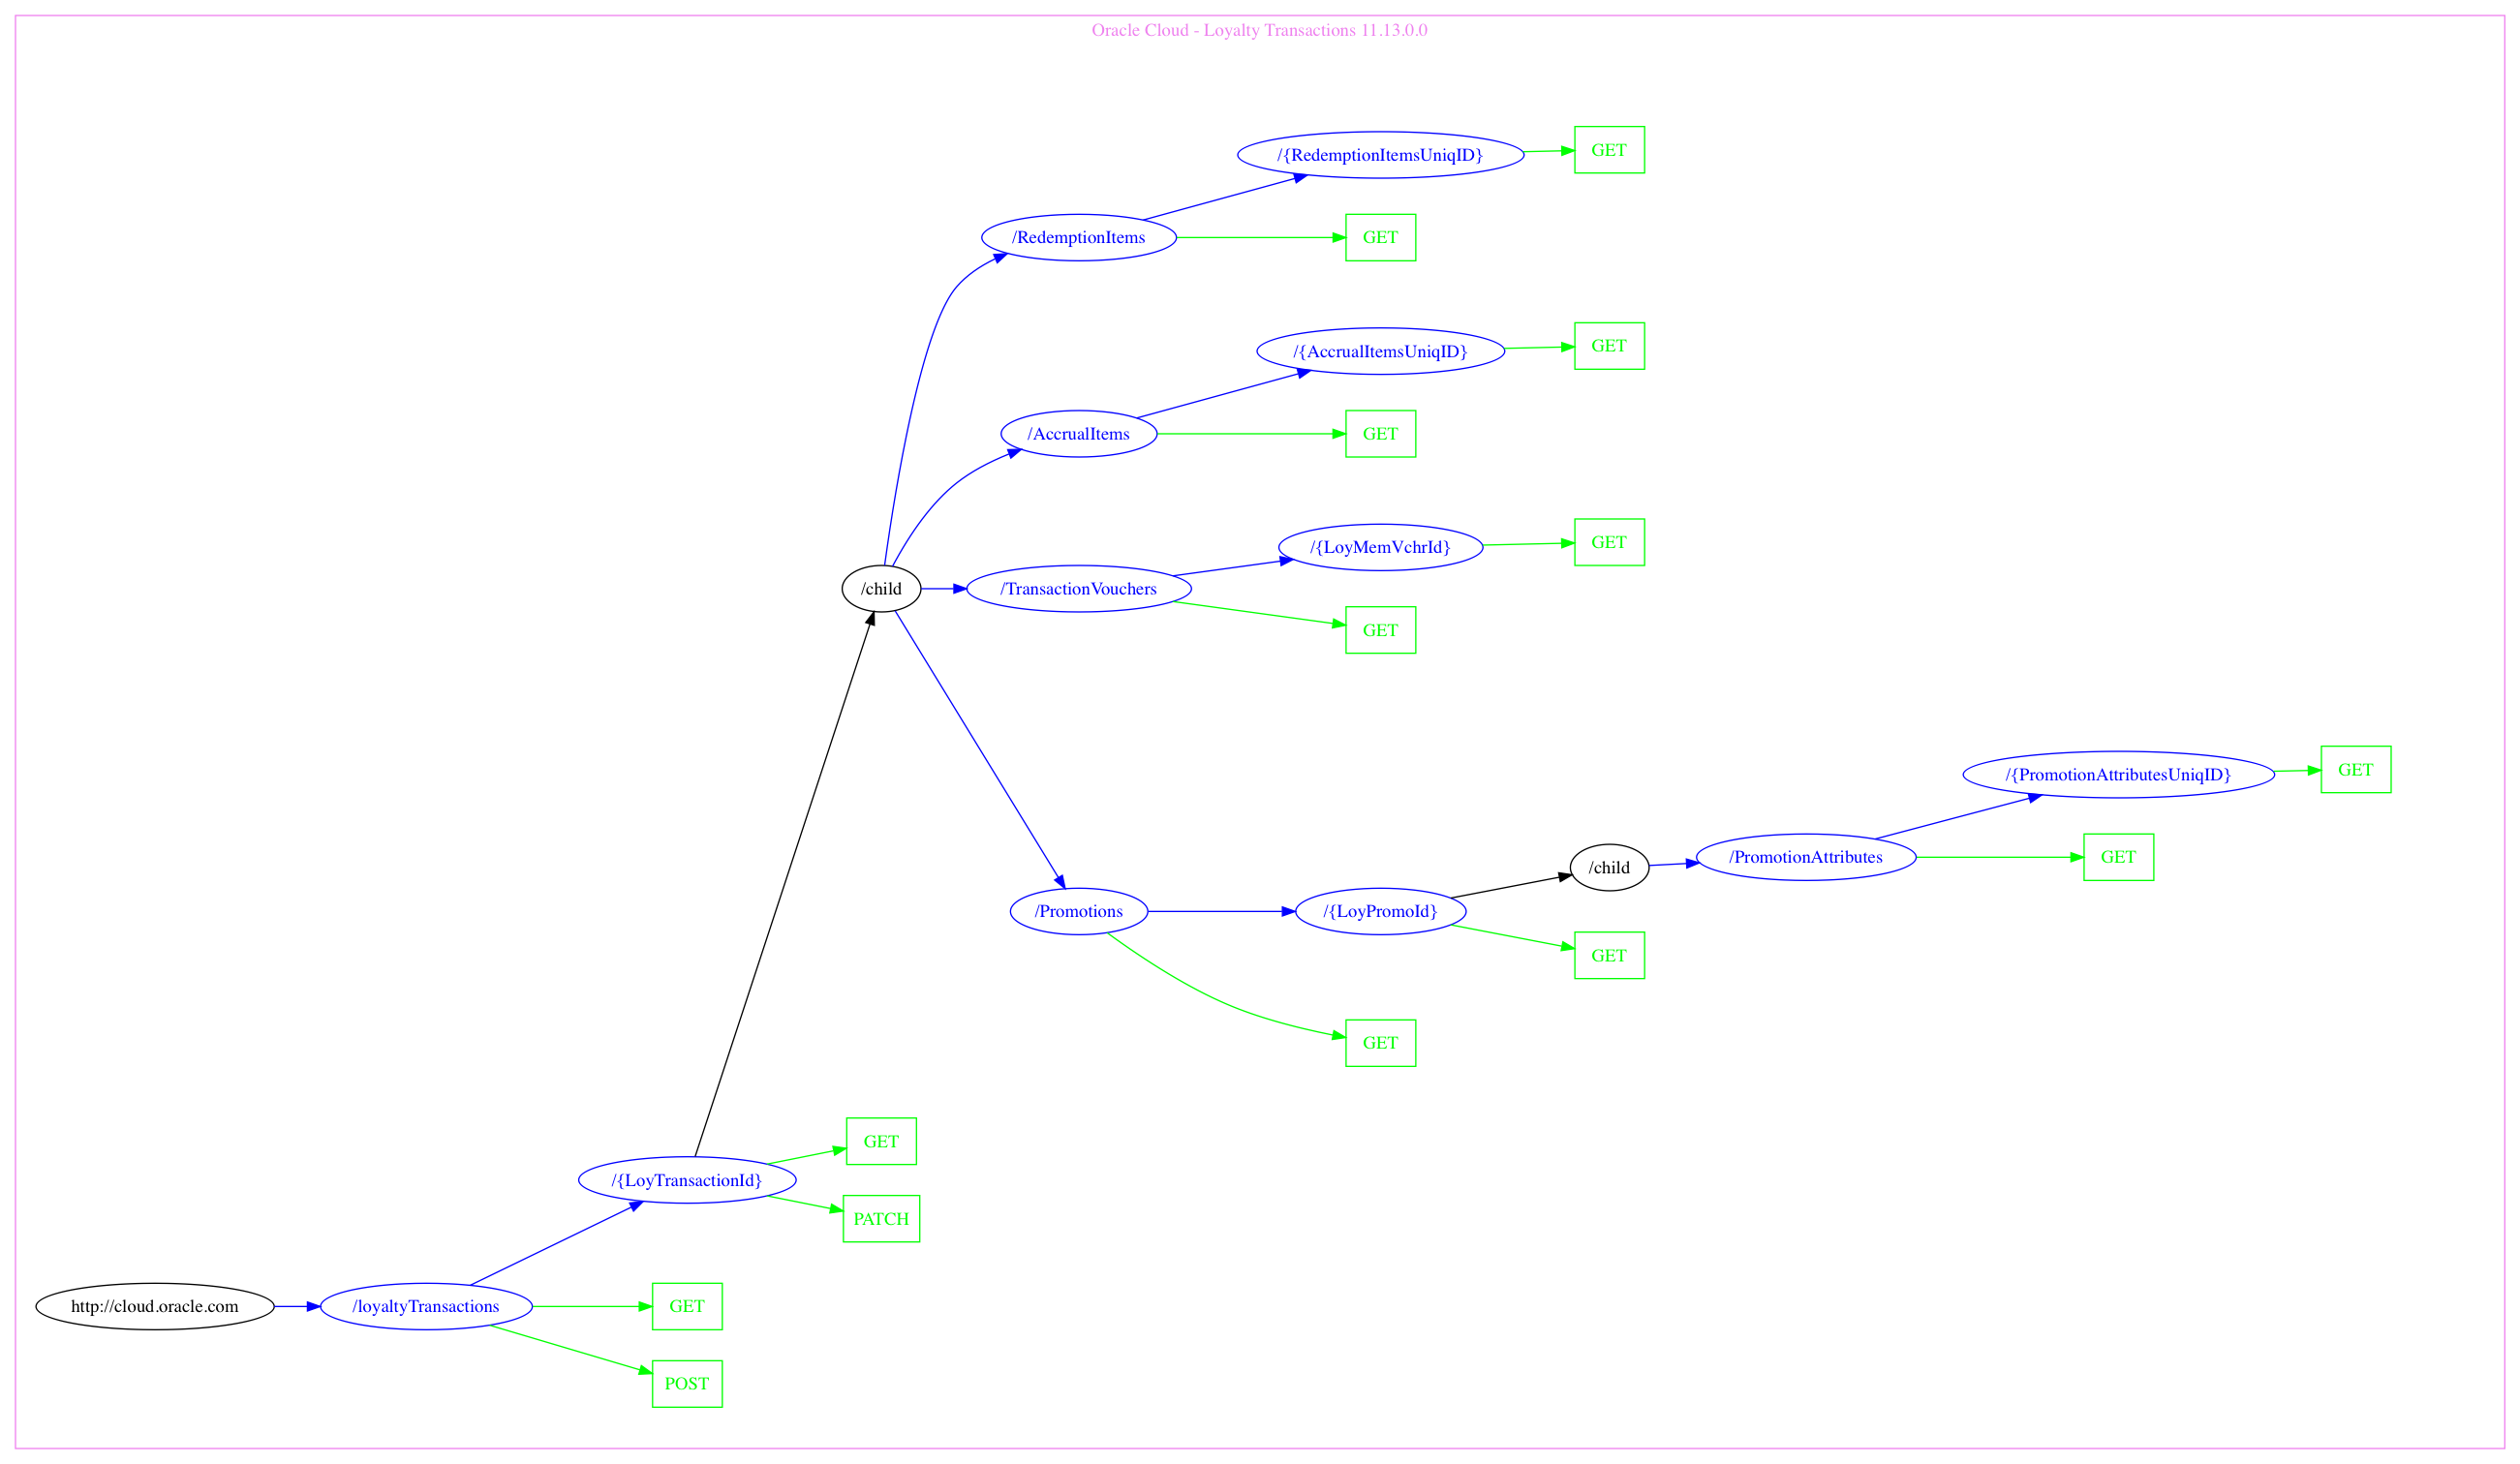 Oracle Cloud - Loyalty Transactions 11.13.0.0
/{RedemptionItemsUniqID}
GET
/RedemptionItems
GET
/{AccrualItemsUniqID}
GET
/AccrualItems
GET
/{LoyMemVchrId}
GET
/child
/TransactionVouchers
GET
/{PromotionAttributesUniqID}
GET
/child
/PromotionAttributes
GET
/Promotions
/{LoyPromoId}
GET
GET
GET
/{LoyTransactionId}
PATCH
http://cloud.oracle.com
/loyaltyTransactions
GET
POST